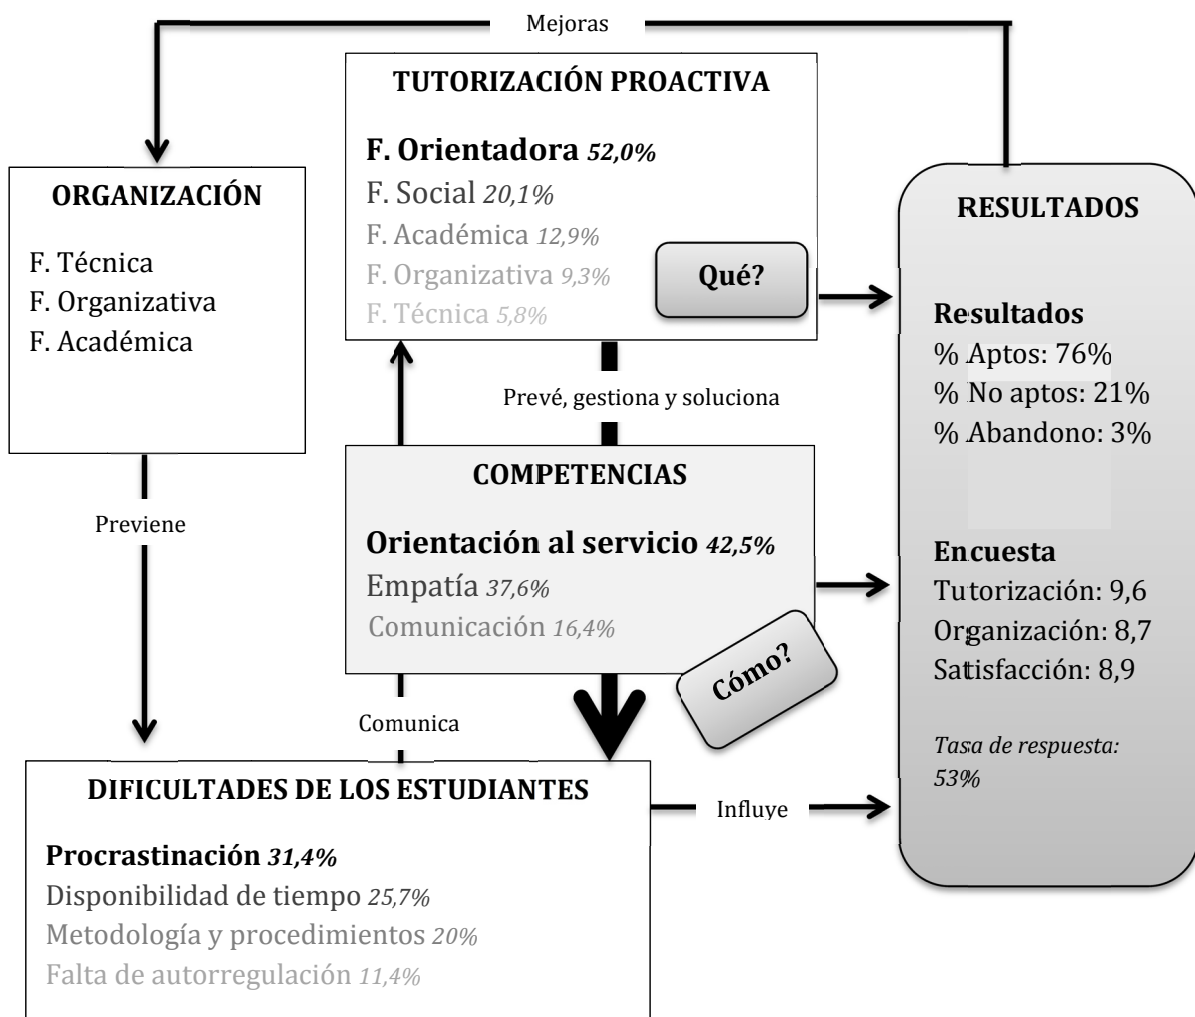 Mejoras
TUTORIZACIÓN PROACTIVA
F. Orientadora 52,0%
F. Social 20,1%
F. Académica 12,9%
F. Organizativa 9,3%
F. Técnica 5,8%
Qué?
ORGANIZACIÓN
F. Técnica
F. Organizativa
F. Académica
Prevé, gestiona y soluciona
COMPETENCIAS
Orientación al servicio 42,5%
Empatía 37,6%
Comunicación 16,4%
Cómo?
Previene
Comunica
DIFICULTADES DE LOS ESTUDIANTES
Procrastinación 31,4%
Disponibilidad de tiempo 25,7%
Metodología y procedimientos 20%
Falta de autorregulación 11,4%
Influye
RESULTADOS
Resultados
% Aptos: 76%
% No aptos: 21%
% Abandono: 3%
Encuesta
Tutorización: 9,6
Organización: 8,7
Satisfacción: 8,9
Tasa de respuesta:
53%